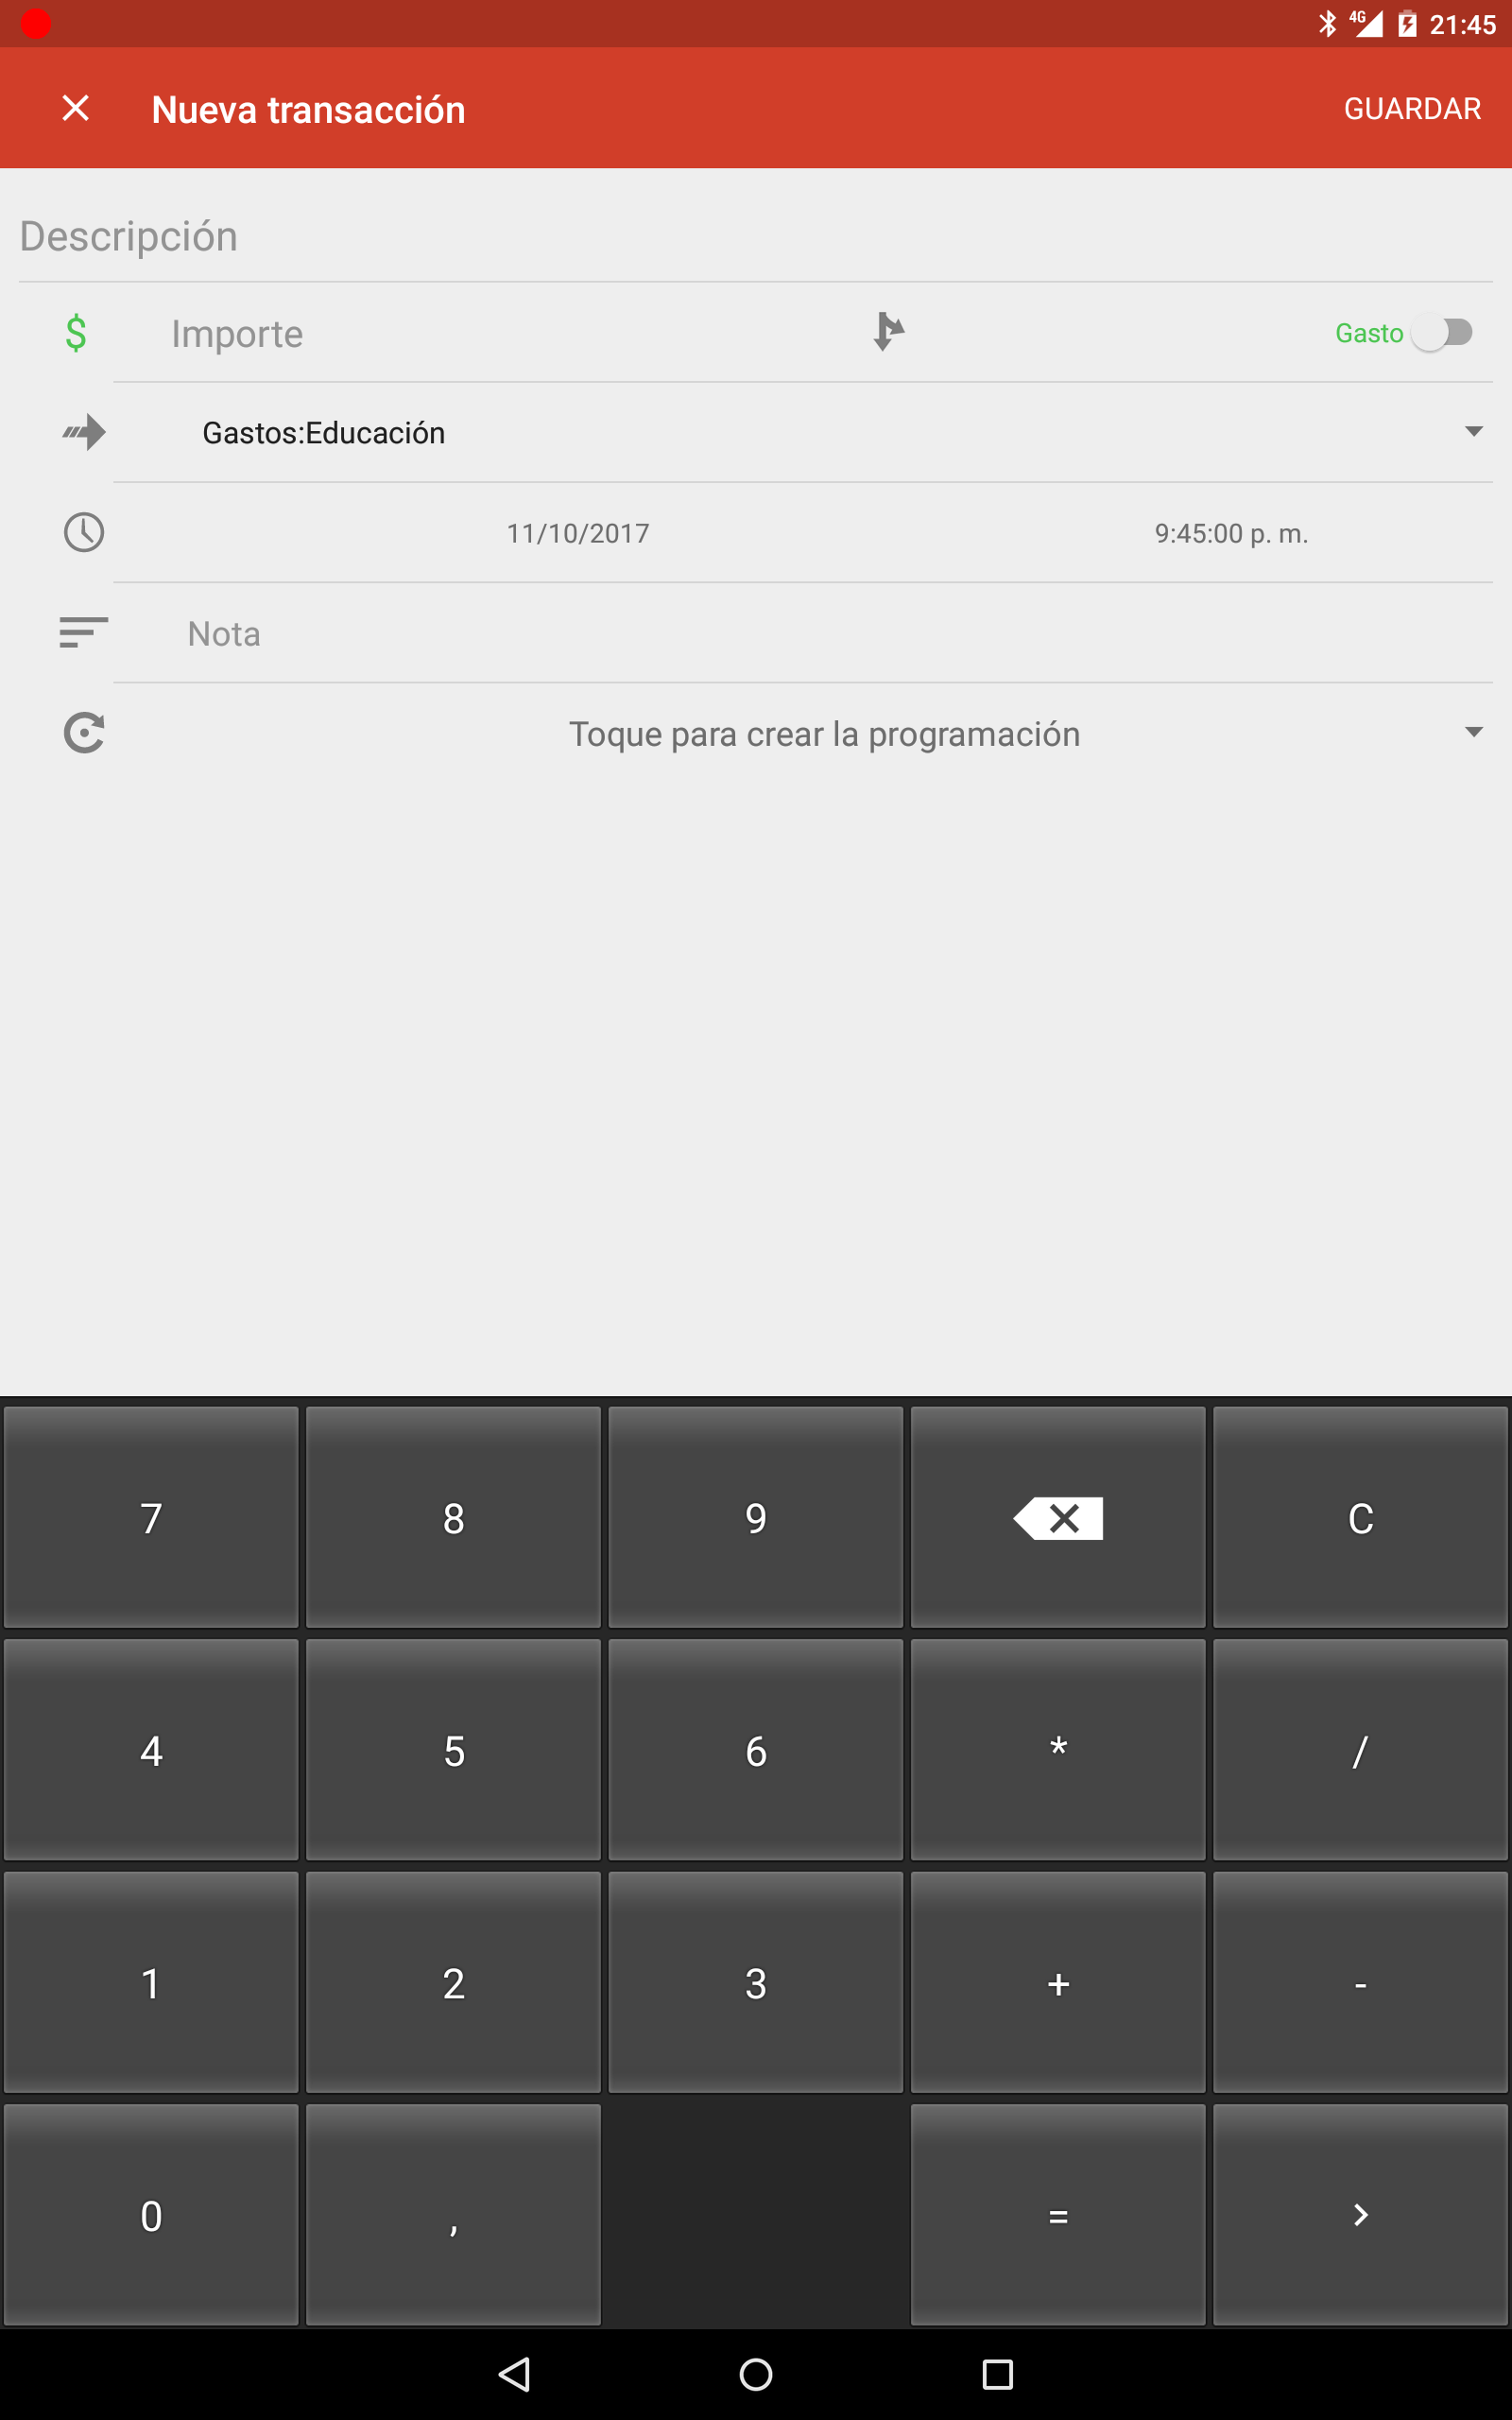 4G 21:45
Nueva transacción GUARDAR
Descripción
$ Importe Gasto
Gastos:Educación
11/10/2017 9:45:00 p. m.
Nota
Toque para crear la programación
7 8 9 C
4 5 6 * /
1 2 3 + -
0 , = >